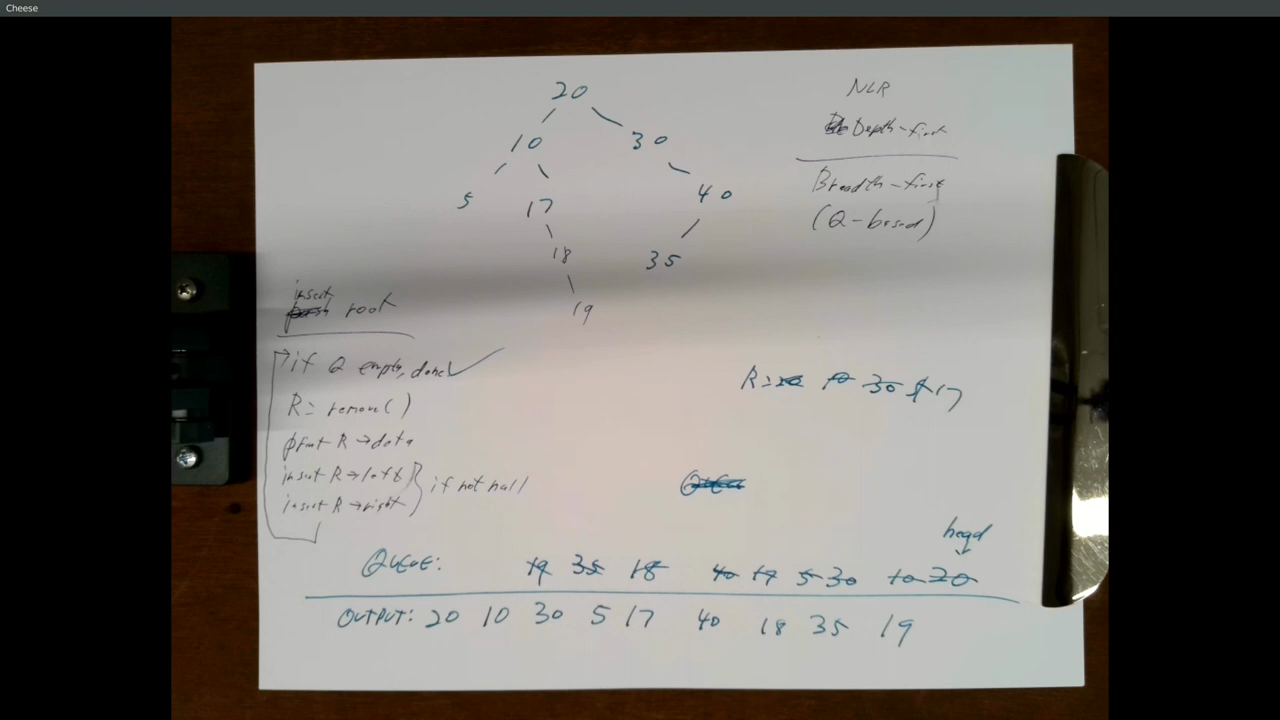 Cheese
20
10 30
5 17 40
18 35
19
NLR
Depth-first
Breadth-first
(Q-based)
insert
push root
if Q empty, done
R = remove()
print R→data
insert R→left
insert R→right
if not null
R = 20 10 30 5 17
Queue
head
QUEUE: 19 35 18 40 17 5 30 10 20
OUTPUT: 20 10 30 5 17 40 18 35 19